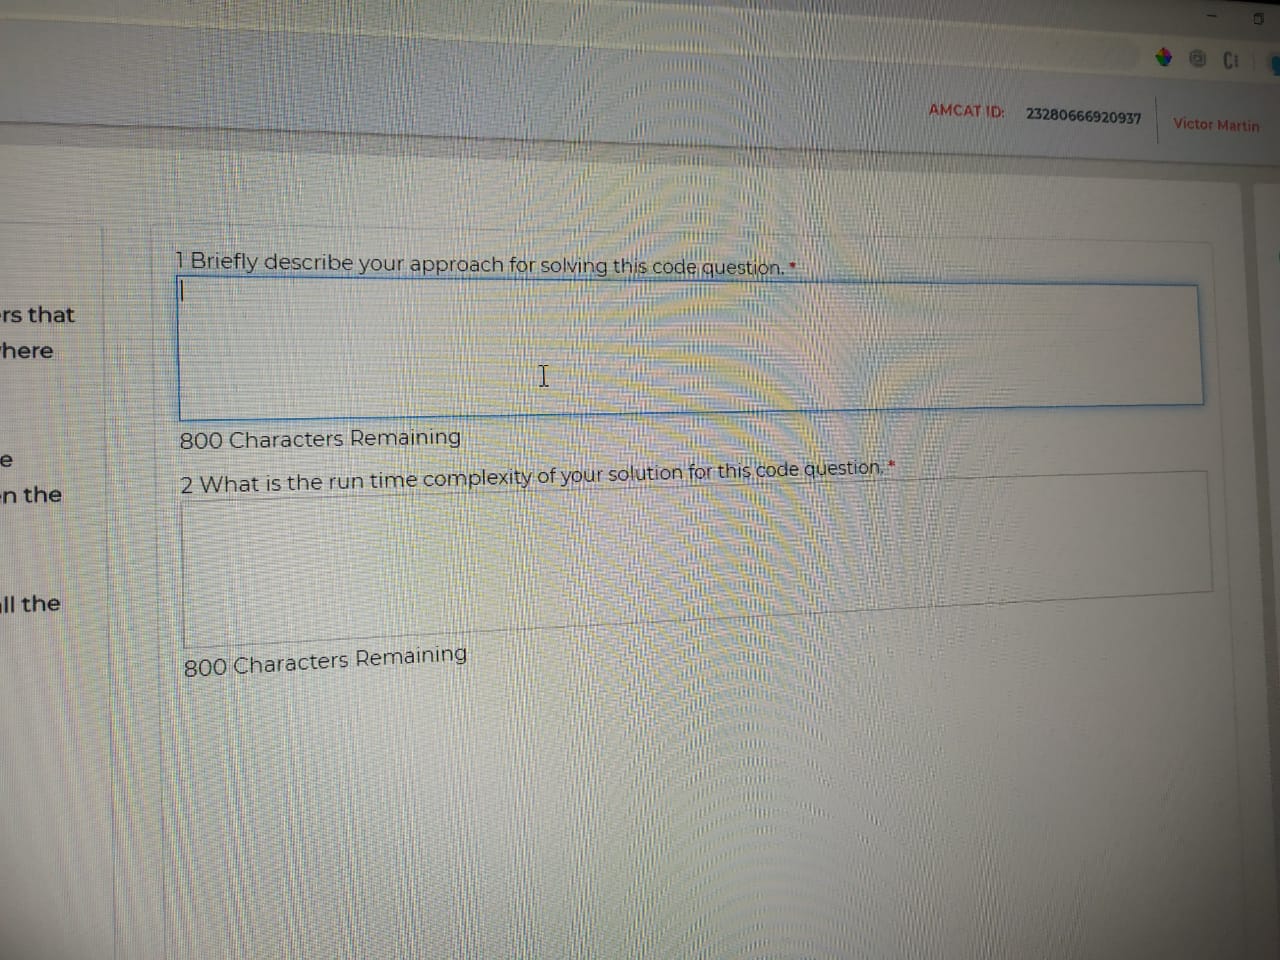 AMCAT ID: 23280666920937 Victor Martin
1 Briefly describe your approach for solving this code question. *
rs that
here
800 Characters Remaining
e
2 What is the run time complexity of your solution for this code question. *
n the
ll the
800 Characters Remaining